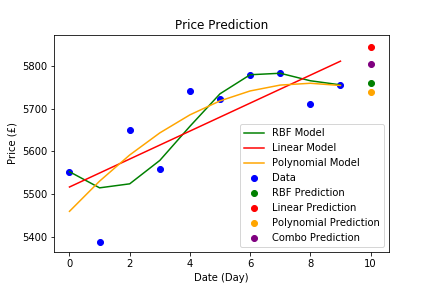 Price Prediction
Price (£)
5800
5700
5600
5500
5400
0
2
4
6
8
10
Date (Day)
RBF Model
Linear Model
Polynomial Model
Data
RBF Prediction
Linear Prediction
Polynomial Prediction
Combo Prediction